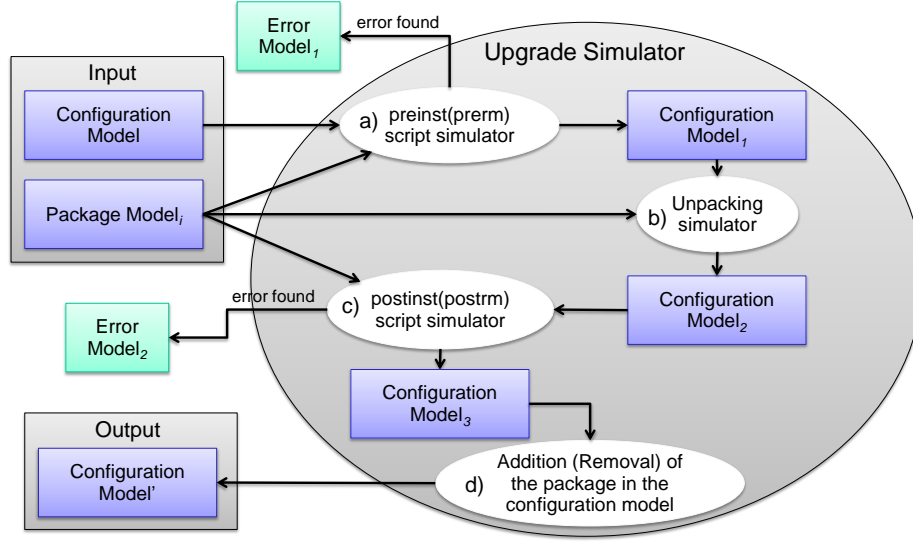 Error
Model1
error found
Upgrade Simulator
Input
Configuration
Model
a)
preinst(prerm)
script simulator
Configuration
Model1
Package Modeli
b)
Unpacking
simulator
error found
c)
postinst(postrm)
script simulator
Configuration
Model2
Error
Model2
Configuration
Model3
Output
Configuration
Model’
d)
Addition (Removal) of
the package in the
configuration model